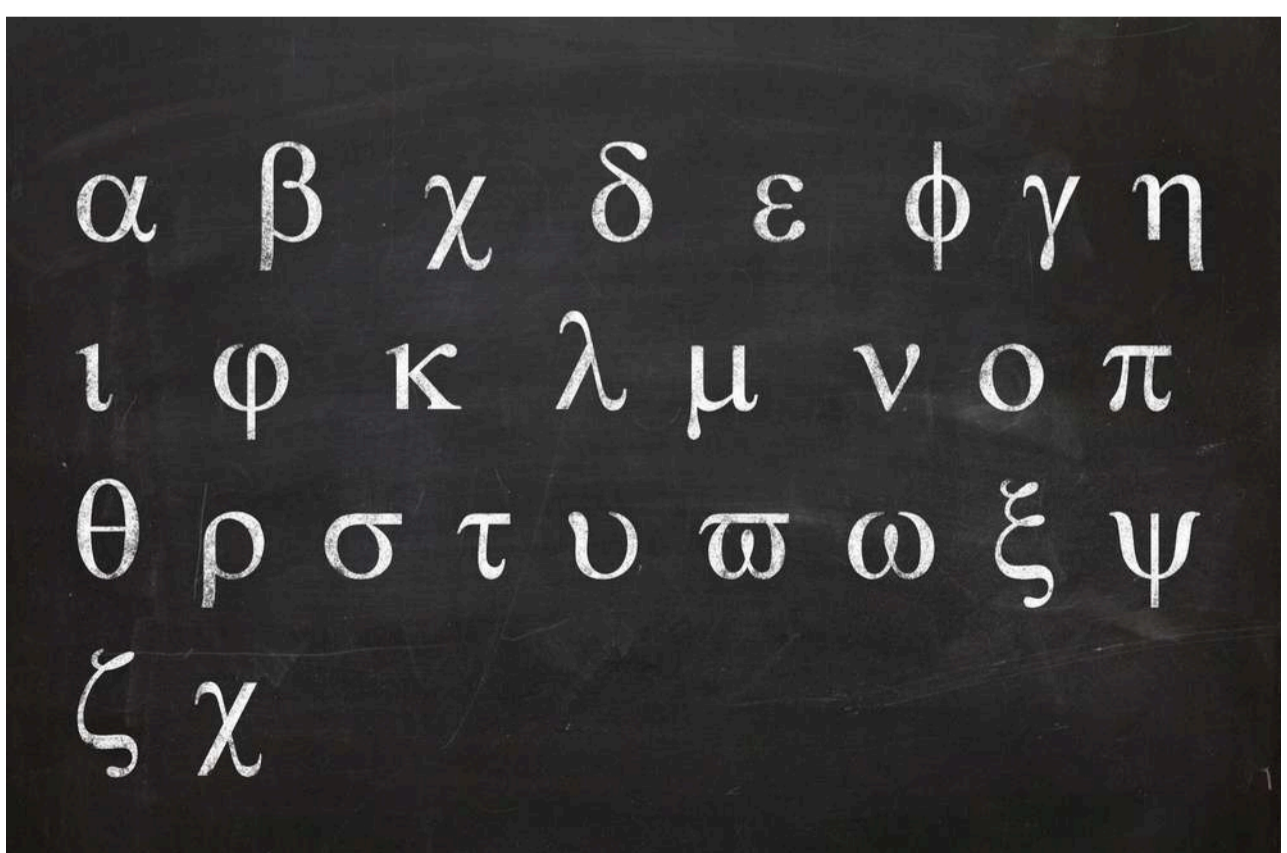 α β χ δ ε ϕ γ η
ι φ κ λ μ ν ο π
θ ρ σ τ υ ϖ ω ξ ψ
ζ χ